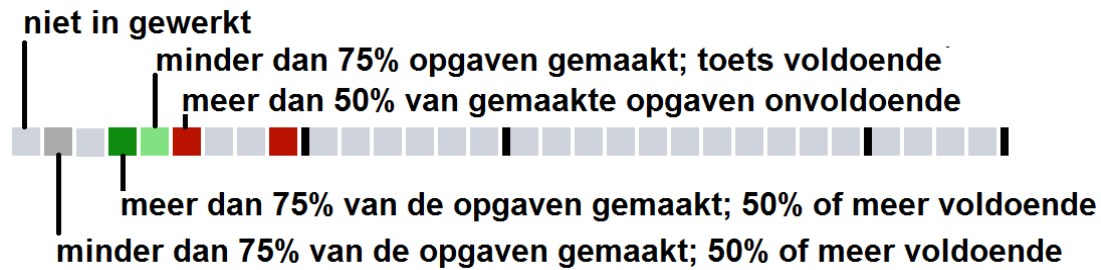 niet in gewerkt
minder dan 75% opgaven gemaakt; toets voldoende
meer dan 50% van gemaakte opgaven onvoldoende
meer dan 75% van de opgaven gemaakt; 50% of meer voldoende
minder dan 75% van de opgaven gemaakt; 50% of meer voldoende